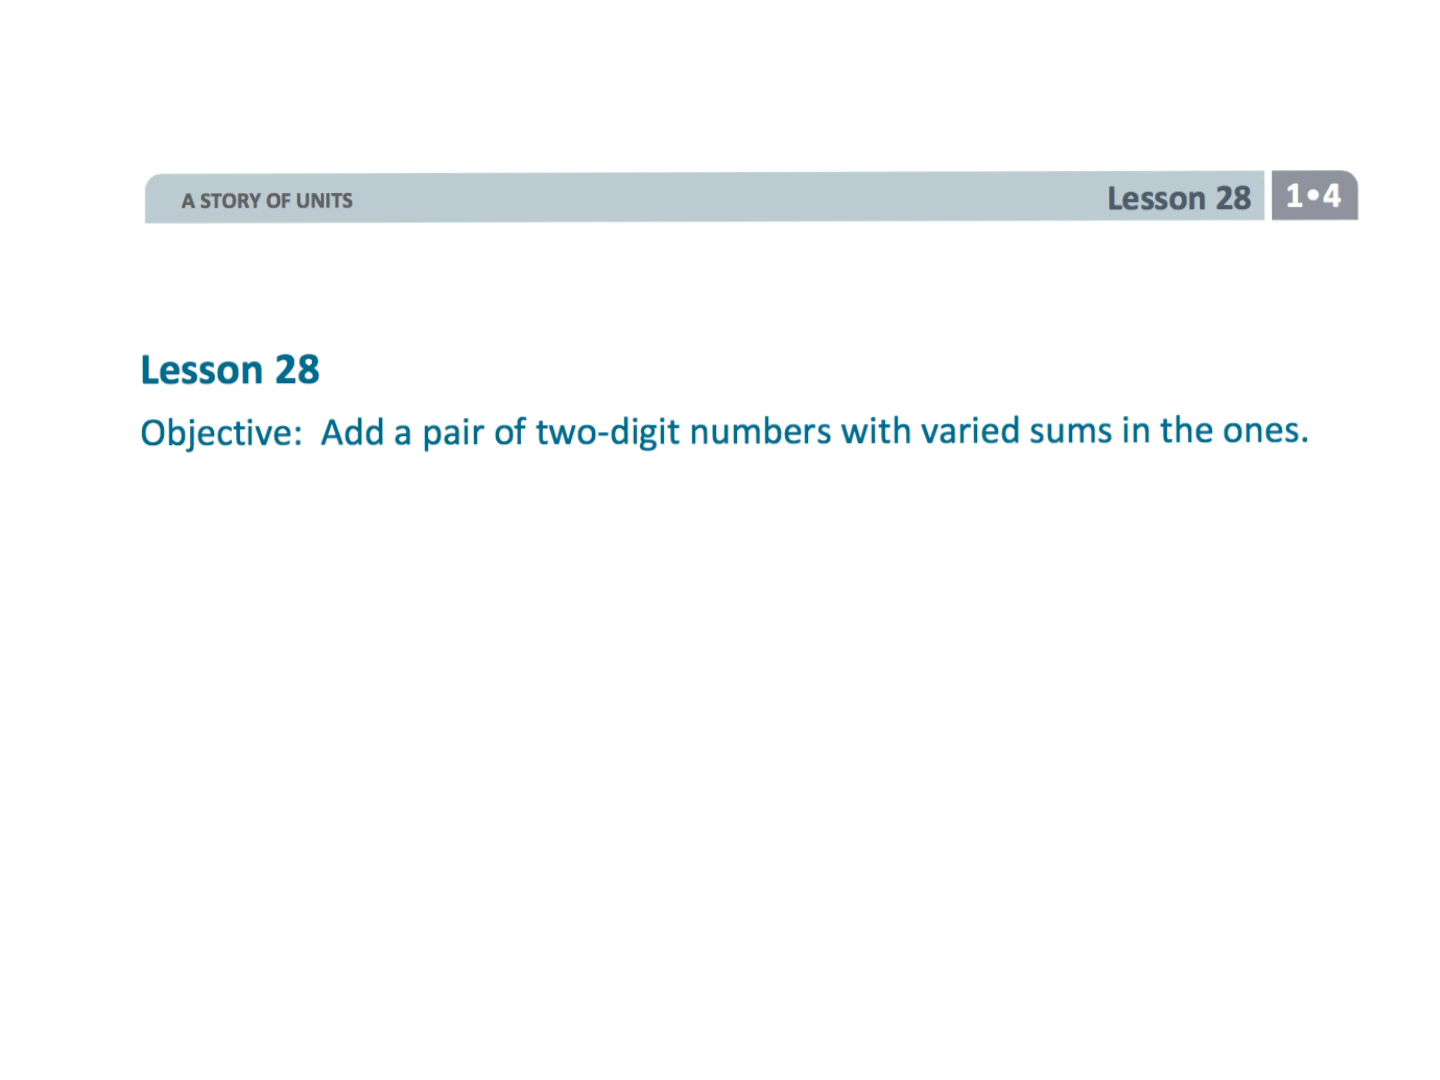 A STORY OF UNITS
Lesson 28
1•4
Lesson 28
Objective:  Add a pair of two-digit numbers with varied sums in the ones.